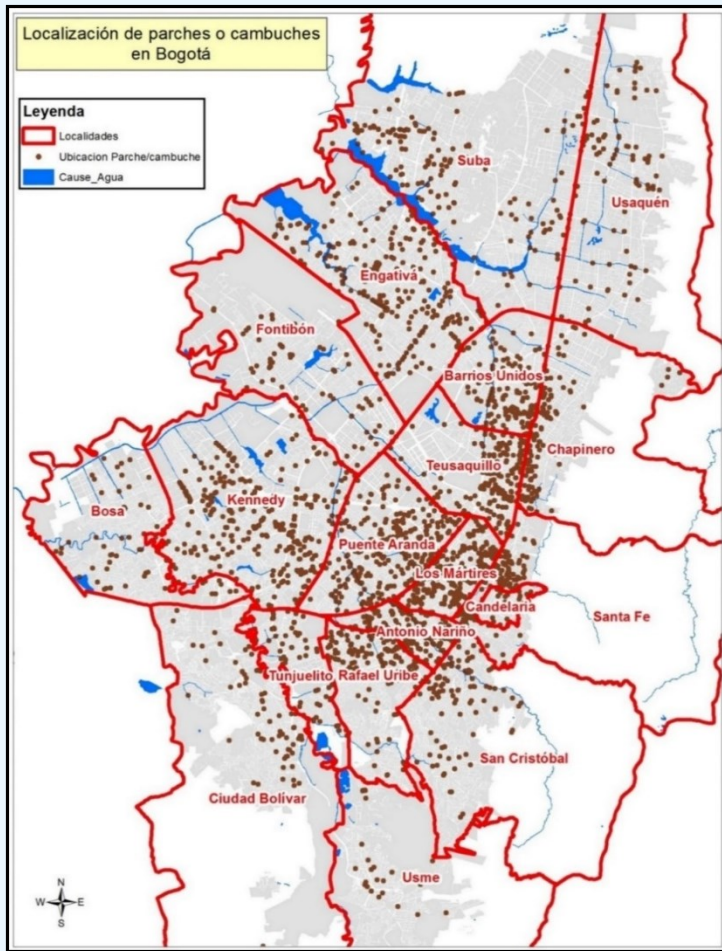 Localización de parches o cambuches
en Bogotá
Leyenda
Localidades
Ubicacion Parche/cambuche
Cause_Agua
Suba
Usaquén
Engativá
Fontibón
Barrios Unidos
Chapinero
Teusaquillo
Kennedy
Bosa
Puente Aranda
Los Mártires
Candelaria
Santa Fe
Antonio Nariño
Tunjuelito
Rafael Uribe
San Cristóbal
Ciudad Bolívar
Usme
N
W
E
S